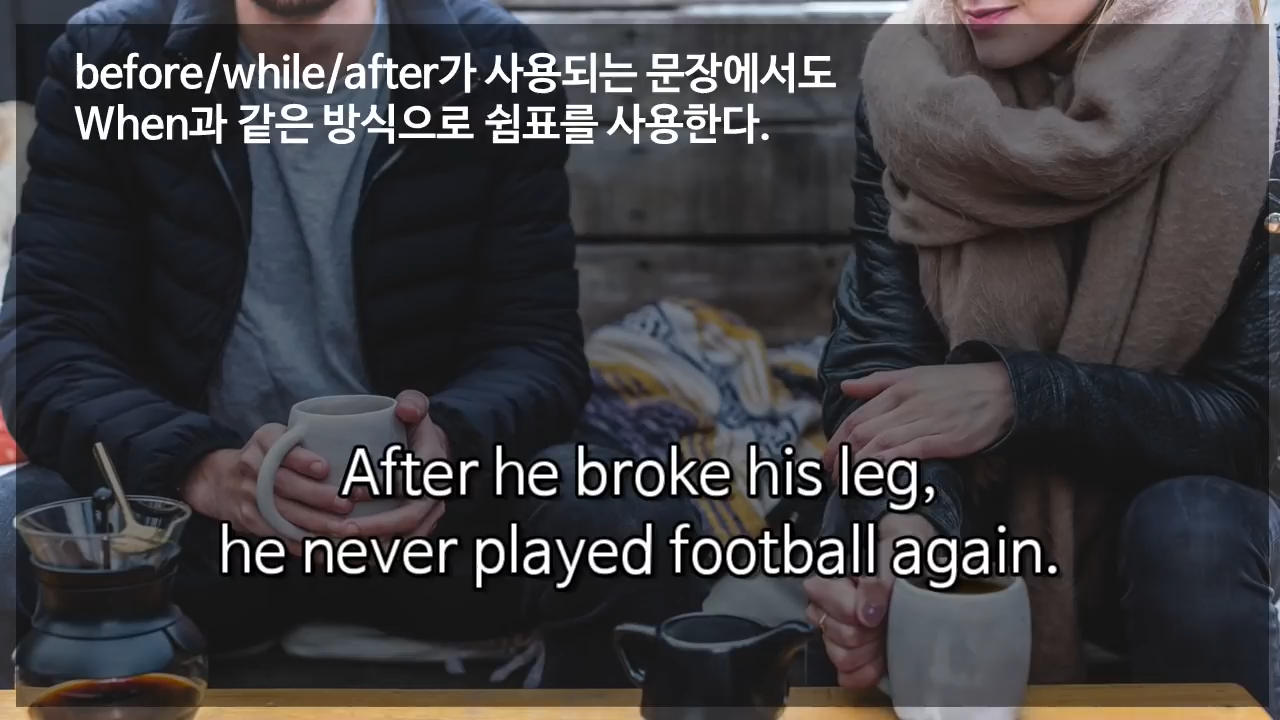 before/while/after가 사용되는 문장에서도
When과 같은 방식으로 쉼표를 사용한다.
After he broke his leg,
he never played football again.